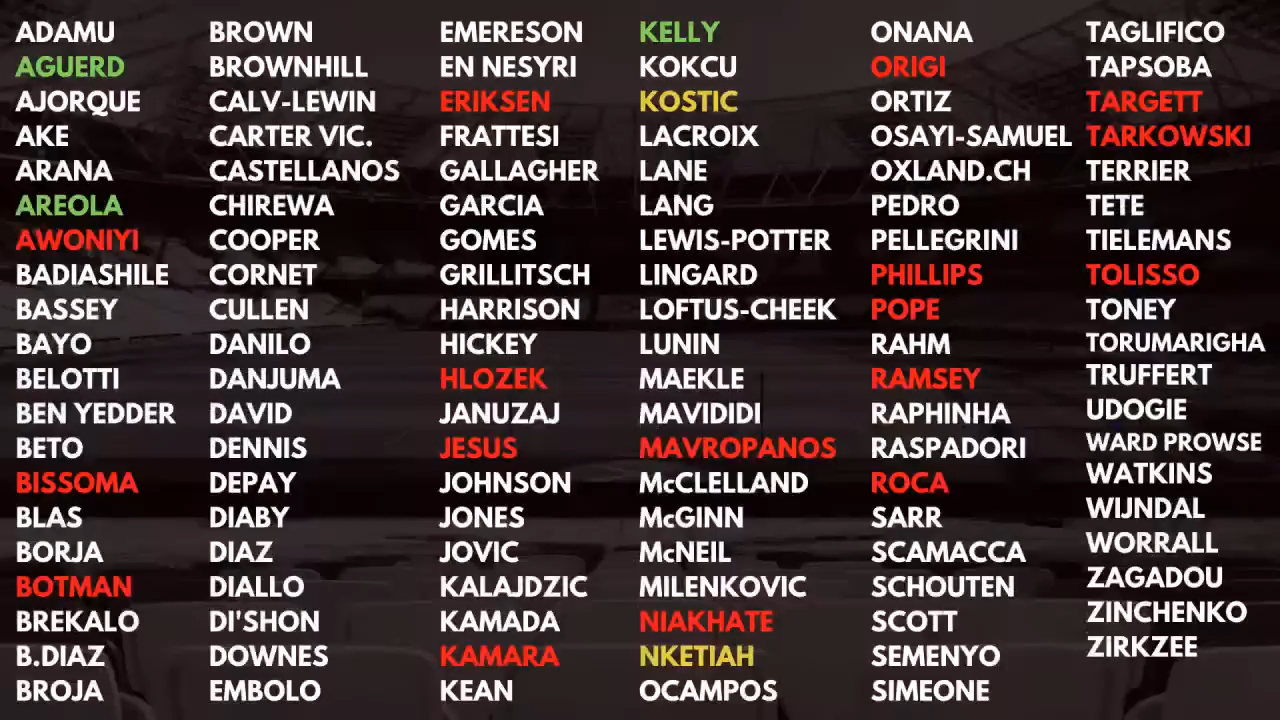 ADAMU
AGUERD
AJORQUE
AKE
ARANA
AREOLA
AWONIYI
BADIASHILE
BASSEY
BAYO
BELOTTI
BEN YEDDER
BETO
BISSOMA
BLAS
BORJA
BOTMAN
BREKALO
B.DIAZ
BROJA
BROWN
BROWNHILL
CALV-LEWIN
CARTER VIC.
CASTELLANOS
CHIREWA
COOPER
CORNET
CULLEN
DANILO
DANJUMA
DAVID
DENNIS
DEPAY
DIABY
DIAZ
DIALLO
DI'SHON
DOWNES
EMBOLO
EMERESON
EN NESYRI
ERIKSEN
FRATTESI
GALLAGHER
GARCIA
GOMES
GRILLITSCH
HARRISON
HICKEY
HLOZEK
JANUZAJ
JESUS
JOHNSON
JONES
JOVIC
KALAJDZIC
KAMADA
KAMARA
KEAN
KELLY
KOKCU
KOSTIC
LACROIX
LANE
LANG
LEWIS-POTTER
LINGARD
LOFTUS-CHEEK
LUNIN
MAEKLE
MAVIDIDI
MAVROPANOS
McCLELLAND
McGINN
McNEIL
MILENKOVIC
NIAKHATE
NKETIAH
OCAMPOS
ONANA
ORIGI
ORTIZ
OSAYI-SAMUEL
OXLAND.CH
PEDRO
PELLEGRINI
PHILLIPS
POPE
RAHM
RAMSEY
RAPHINHA
RASPADORI
ROCA
SARR
SCAMACCA
SCHOUTEN
SCOTT
SEMENYO
SIMEONE
TAGLIFICO
TAPSOBA
TARGETT
TARKOWSKI
TERRIER
TETE
TIELEMANS
TOLISSO
TONEY
TORUMARIGHA
TRUFFERT
UDOGIE
WARD PROWSE
WATKINS
WIJNDAL
WORRALL
ZAGADOU
ZINCHENKO
ZIRKZEE